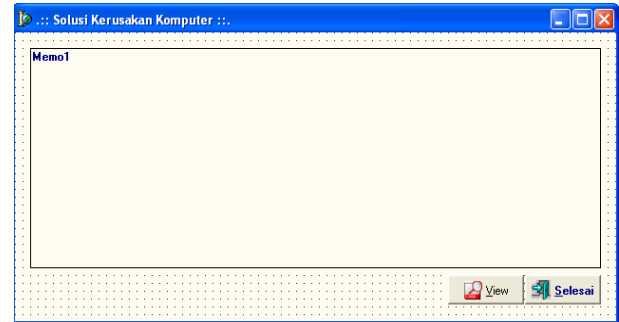 .:: Solusi Kerusakan Komputer ::.
Memo1
View
Selesai